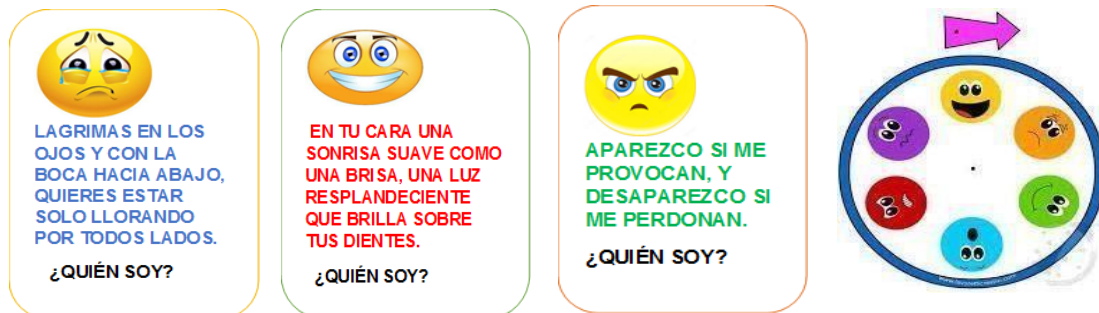 LAGRIMAS EN LOS
OJOS Y CON LA
BOCA HACIA ABAJO,
QUIERES ESTAR
SOLO LLORANDO
POR TODOS LADOS.
¿QUIÉN SOY?
EN TU CARA UNA
SONRISA SUAVE COMO
UNA BRISA, UNA LUZ
RESPLANDECIENTE
QUE BRILLA SOBRE
TUS DIENTES.
¿QUIÉN SOY?
APAREZCO SI ME
PROVOCAN, Y
DESAPAREZCO SI
ME PERDONAN.
¿QUIÉN SOY?